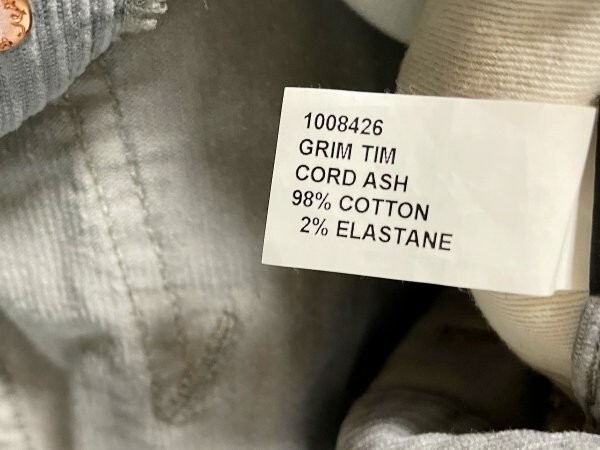 1008426
GRIM TIM
CORD ASH
98% COTTON
2% ELASTANE